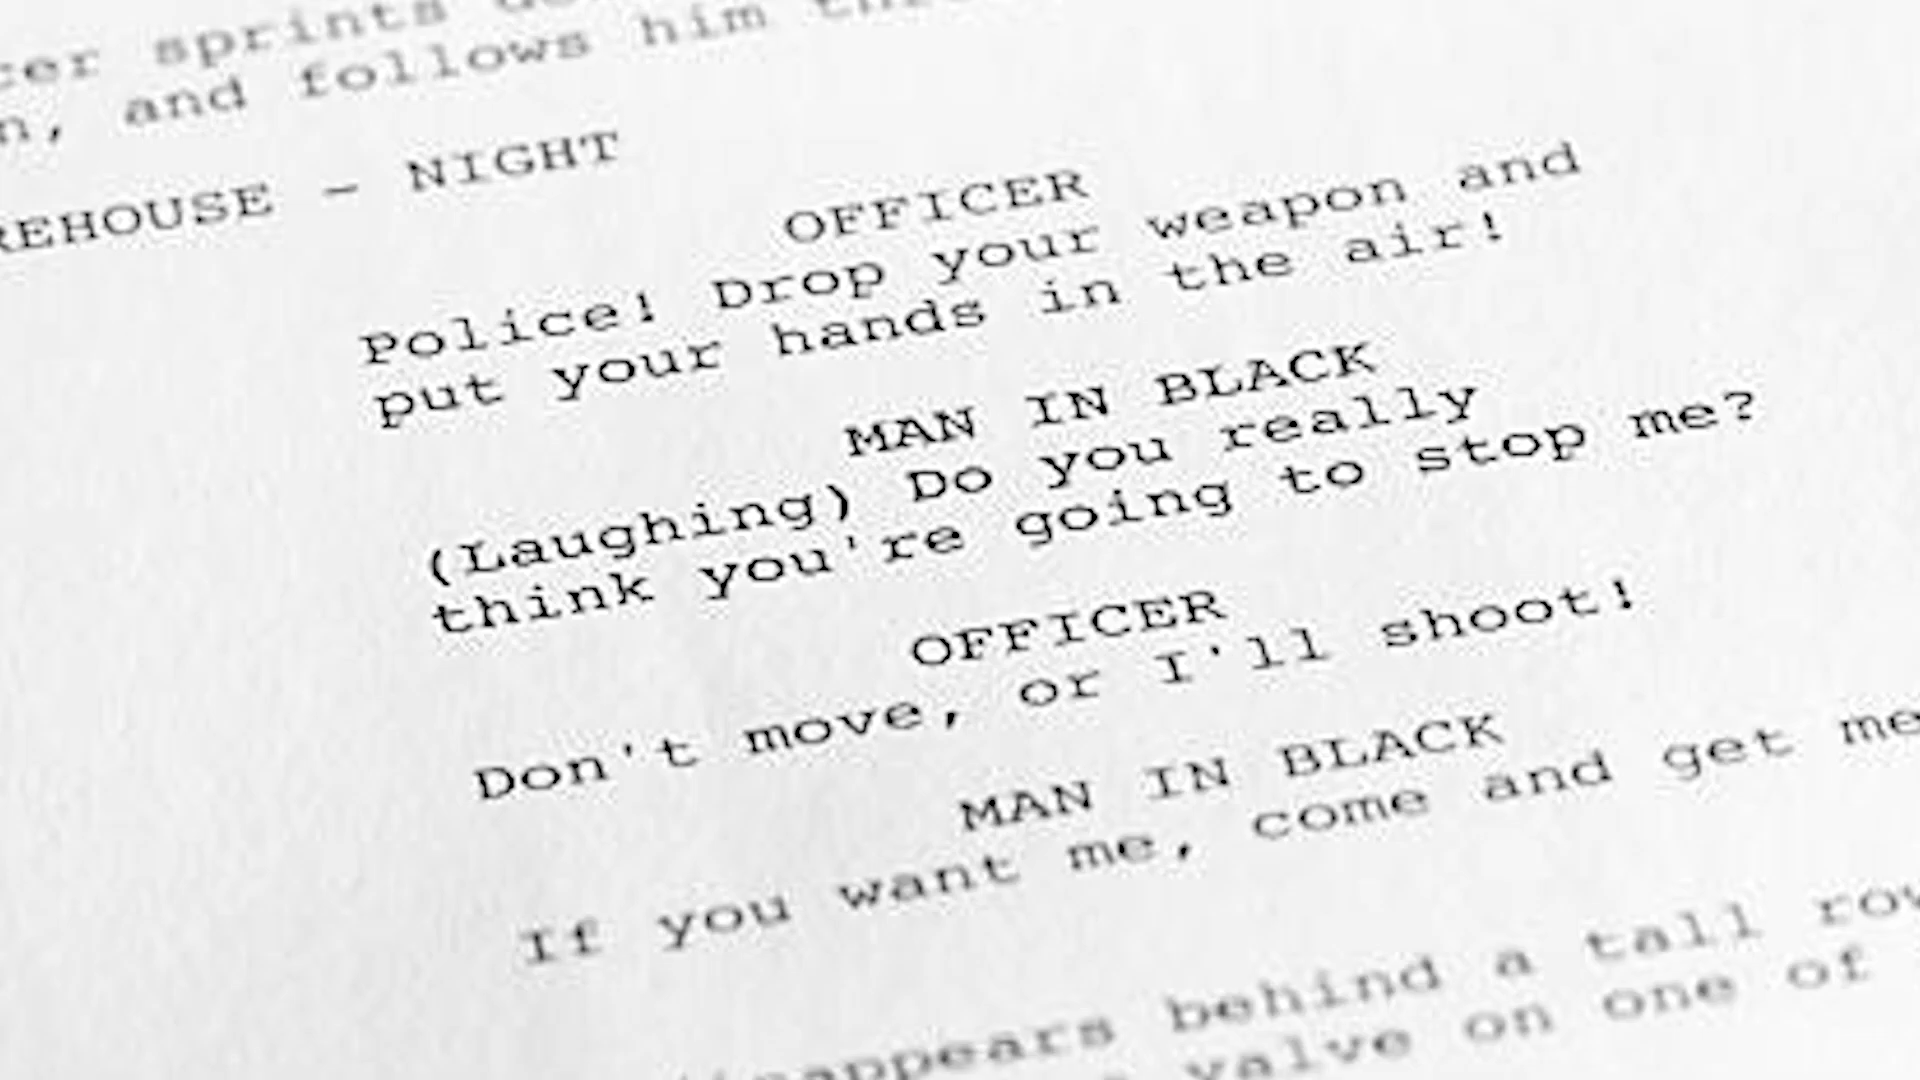 sprints
and follows him
- NIGHT
OFFICER
Police! Drop your weapon and
put your hands in the air!
MAN IN BLACK
(Laughing) Do you really
think you're going to stop me?
OFFICER
Don't move, or I'll shoot!
MAN IN BLACK
If you want me, come and get me
behind a tall
valve on one of